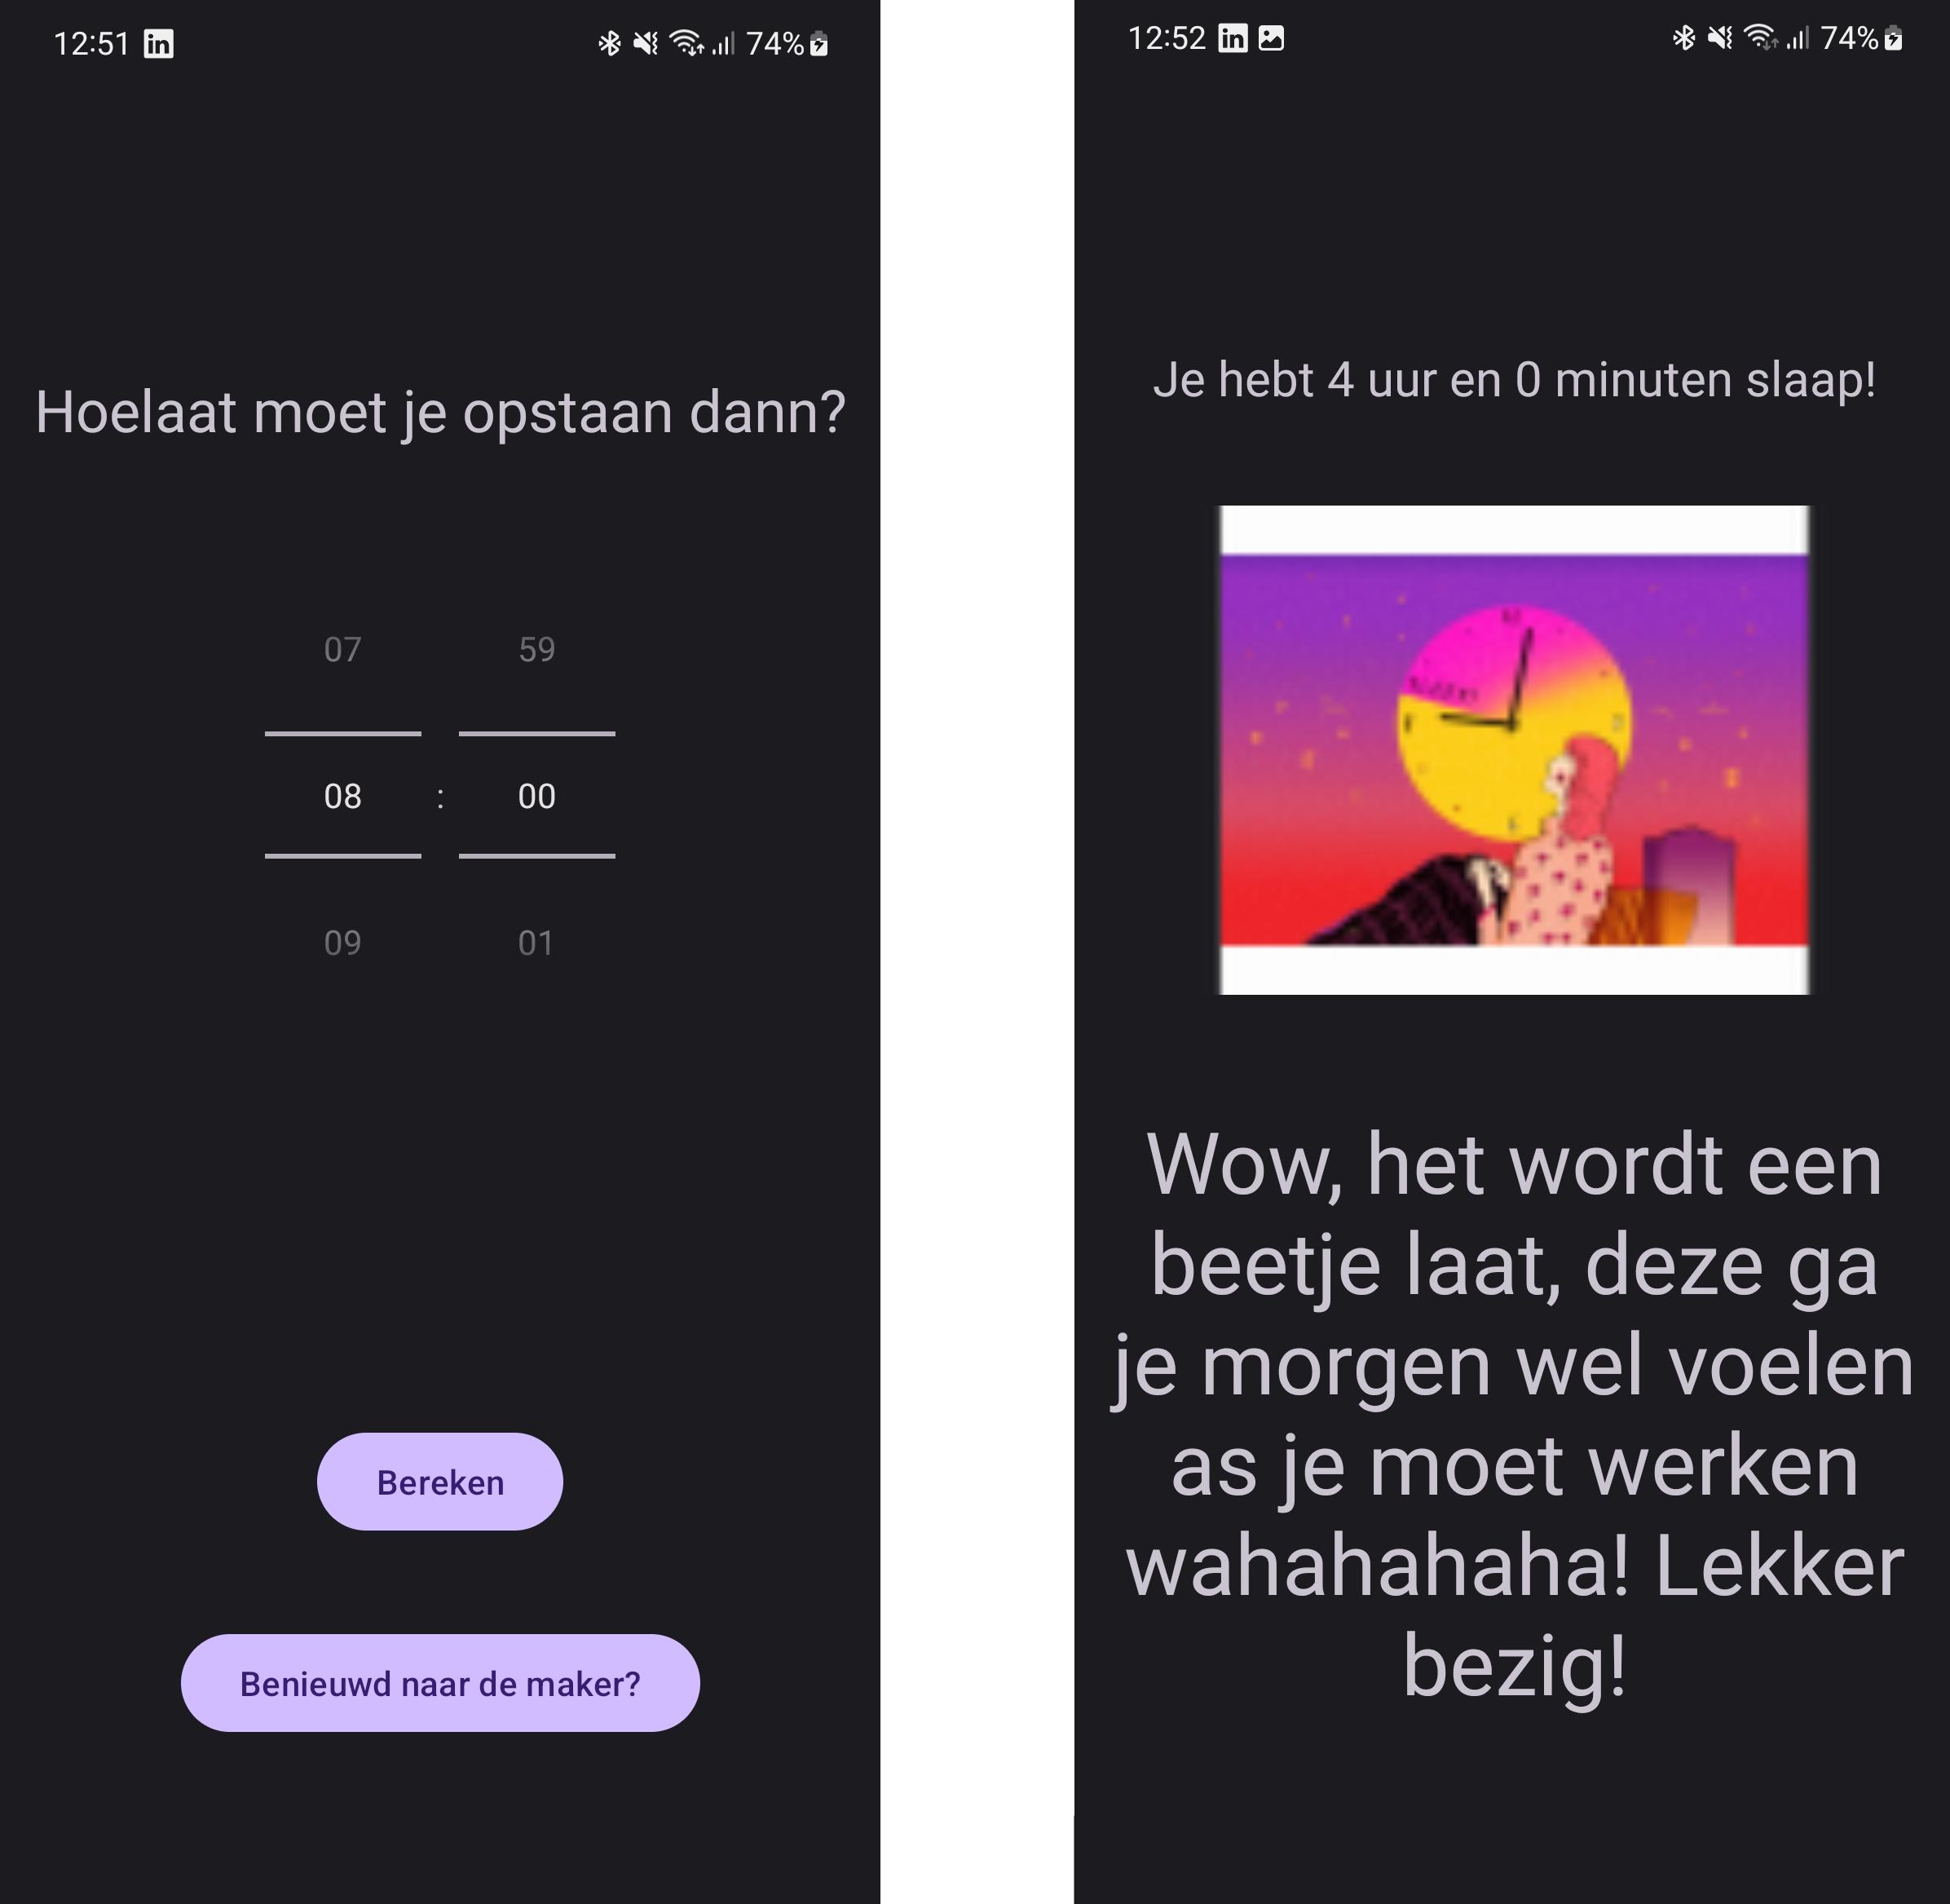 12:51 in 74%
Hoelaat moet je opstaan dann?
07 59
08 : 00
09 01
Bereken
Benieuwd naar de maker?
12:52 in 74%
Je hebt 4 uur en 0 minuten slaap!
Wow, het wordt een
beetje laat, deze ga
je morgen wel voelen
as je moet werken
wahahahaha! Lekker
bezig!